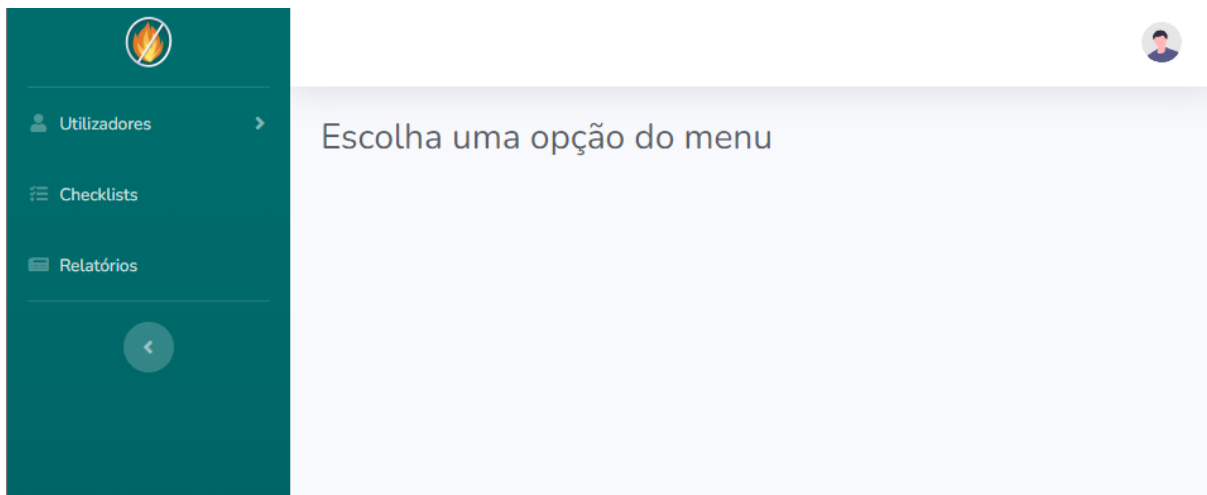 Utilizadores
Checklists
Relatórios
Escolha uma opção do menu